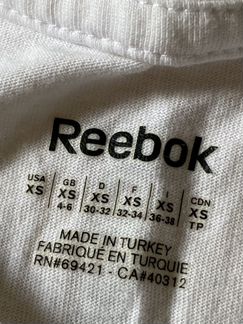 Reebok
USA GB D F I CDN
XS XS XS XS XS XS
4-6 30-32 32-34 36-38 TP
MADE IN TURKEY
FABRIQUÉ EN TURQUIE
RN#69421 - CA#40312